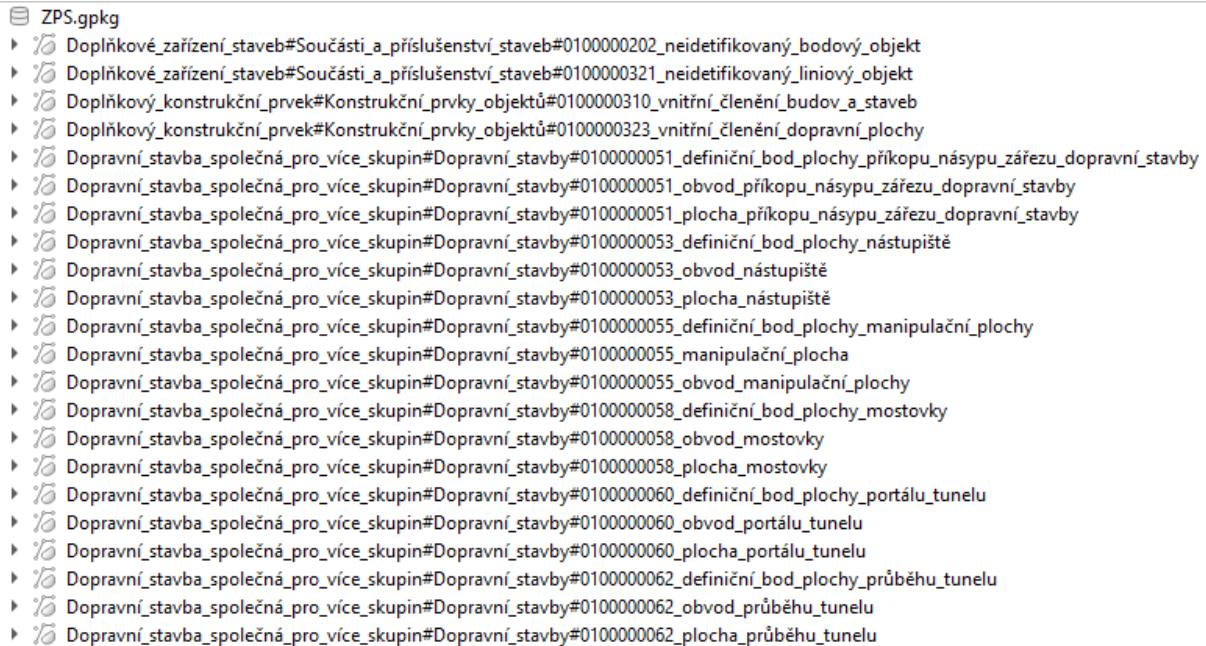 ZPS.gpkg
Doplňkové_zařízení_staveb#Součásti_a_příslušenství_staveb#0100000202_neidetifikovaný_bodový_objekt
Doplňkové_zařízení_staveb#Součásti_a_příslušenství_staveb#0100000321_neidetifikovaný_liniový_objekt
Doplňkový_konstrukční_prvek#Konstrukční_prvky_objektů#0100000310_vnitřní_členění_budov_a_staveb
Doplňkový_konstrukční_prvek#Konstrukční_prvky_objektů#0100000323_vnitřní_členění_dopravní_plochy
Dopravní_stavba_společná_pro_více_skupin#Dopravní_stavby#0100000051_definiční_bod_plochy_příkopu_násypu_zářezu_dopravní_stavby
Dopravní_stavba_společná_pro_více_skupin#Dopravní_stavby#0100000051_obvod_příkopu_násypu_zářezu_dopravní_stavby
Dopravní_stavba_společná_pro_více_skupin#Dopravní_stavby#0100000051_plocha_příkopu_násypu_zářezu_dopravní_stavby
Dopravní_stavba_společná_pro_více_skupin#Dopravní_stavby#0100000053_definiční_bod_plochy_nástupiště
Dopravní_stavba_společná_pro_více_skupin#Dopravní_stavby#0100000053_obvod_nástupiště
Dopravní_stavba_společná_pro_více_skupin#Dopravní_stavby#0100000053_plocha_nástupiště
Dopravní_stavba_společná_pro_více_skupin#Dopravní_stavby#0100000055_definiční_bod_plochy_manipulační_plochy
Dopravní_stavba_společná_pro_více_skupin#Dopravní_stavby#0100000055_manipulační_plocha
Dopravní_stavba_společná_pro_více_skupin#Dopravní_stavby#0100000055_obvod_manipulační_plochy
Dopravní_stavba_společná_pro_více_skupin#Dopravní_stavby#0100000058_definiční_bod_plochy_mostovky
Dopravní_stavba_společná_pro_více_skupin#Dopravní_stavby#0100000058_obvod_mostovky
Dopravní_stavba_společná_pro_více_skupin#Dopravní_stavby#0100000058_plocha_mostovky
Dopravní_stavba_společná_pro_více_skupin#Dopravní_stavby#0100000060_definiční_bod_plochy_portálu_tunelu
Dopravní_stavba_společná_pro_více_skupin#Dopravní_stavby#0100000060_obvod_portálu_tunelu
Dopravní_stavba_společná_pro_více_skupin#Dopravní_stavby#0100000060_plocha_portálu_tunelu
Dopravní_stavba_společná_pro_více_skupin#Dopravní_stavby#0100000062_definiční_bod_plochy_průběhu_tunelu
Dopravní_stavba_společná_pro_více_skupin#Dopravní_stavby#0100000062_obvod_průběhu_tunelu
Dopravní_stavba_společná_pro_více_skupin#Dopravní_stavby#0100000062_plocha_průběhu_tunelu